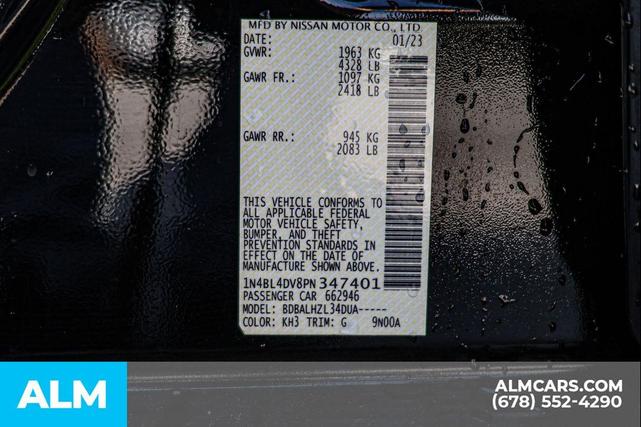 MFD BY NISSAN MOTOR CO., LTD.
DATE: 01/23
GVWR: 1963 KG
4328 LB
GAWR FR.: 1097 KG
2418 LB
GAWR RR.: 945 KG
2083 LB
THIS VEHICLE CONFORMS TO
ALL APPLICABLE FEDERAL
MOTOR VEHICLE SAFETY,
BUMPER, AND THEFT
PREVENTION STANDARDS IN
EFFECT ON THE DATE OF
MANUFACTURE SHOWN ABOVE.
1N4BL4DV8PN347401
PASSENGER CAR 662946
MODEL: BDBALHZL34DUA-----
COLOR: KH3 TRIM: G 9N00A
ALM
ALMCARS.COM
(678) 552-4290